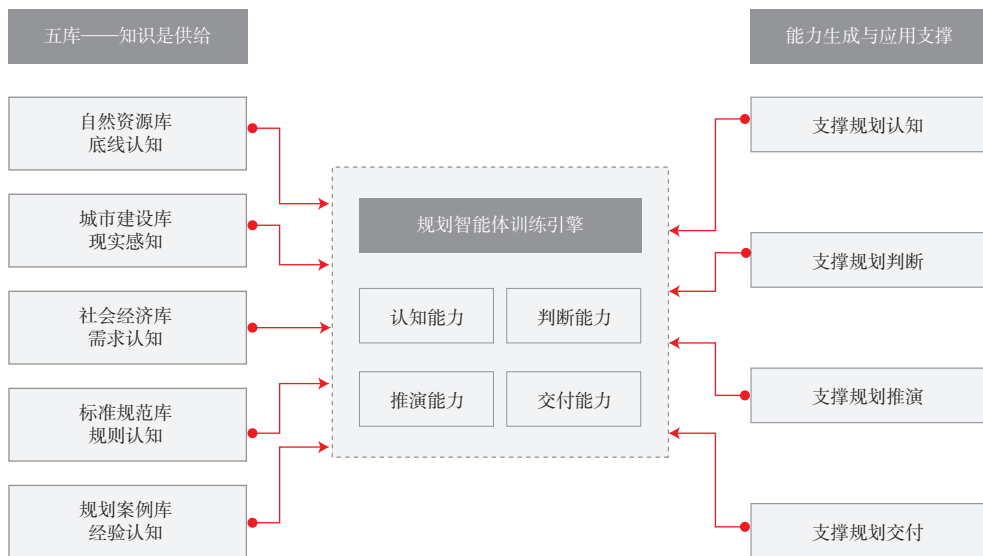 五库——知识是供给
自然资源库
底线认知
城市建设库
现实感知
社会经济库
需求认知
标准规范库
规则认知
规划案例库
经验认知
规划智能体训练引擎
认知能力
判断能力
推演能力
交付能力
能力生成与应用支撑
支撑规划认知
支撑规划判断
支撑规划推演
支撑规划交付